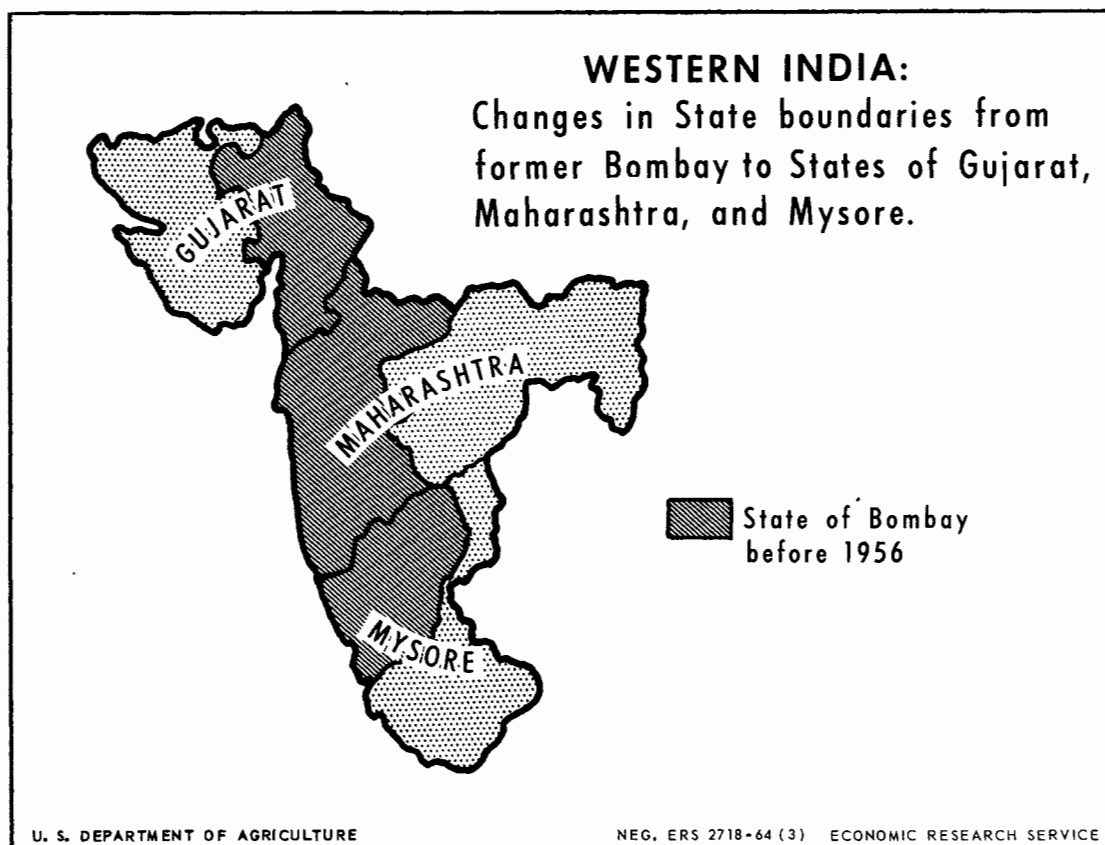 WESTERN INDIA:
Changes in State boundaries from
former Bombay to States of Gujarat,
Maharashtra, and Mysore.
GUJARAT
MAHARASHTRA
State of Bombay
before 1956
MYSORE
U. S. DEPARTMENT OF AGRICULTURE
NEG. ERS 2718-64 (3) ECONOMIC RESEARCH SERVICE